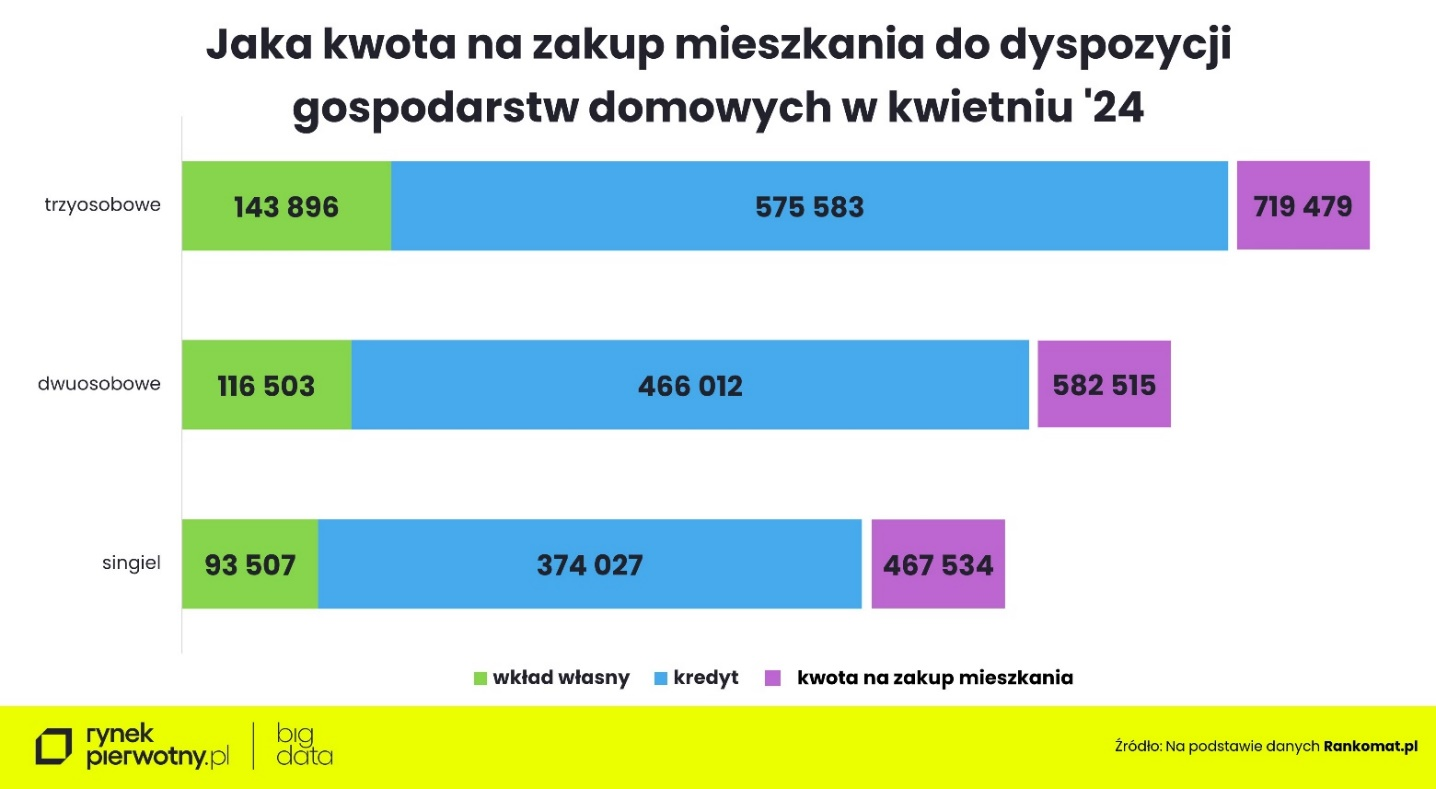 Jaka kwota na zakup mieszkania do dyspozycji
gospodarstw domowych w kwietniu '24
trzyosobowe
143 896
575 583
719 479
dwuosobowe
116 503
466 012
582 515
singiel
93 507
374 027
467 534
wkład własny
kredyt
kwota na zakup mieszkania
rynek
pierwotny.pl
big
data
Źródło: Na podstawie danych Rankomat.pl